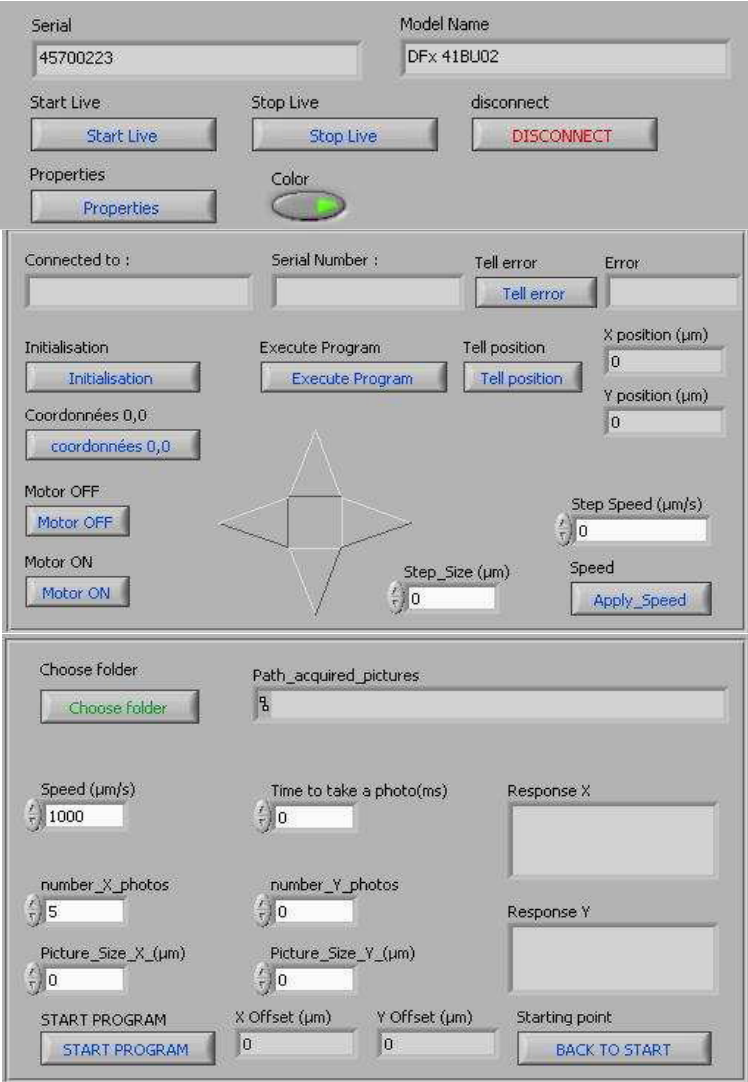 Serial Model Name
45700223 DFx 41BU02
Start Live Stop Live disconnect
Start Live Stop Live DISCONNECT
Properties Color
Properties
Connected to : Serial Number : Tell error Error
Tell error
Initialisation Execute Program Tell position X position (µm)
Initialisation Execute Program Tell position 0
Coordonnées 0,0 Y position (µm)
coordonnées 0,0 0
Motor OFF Step Speed (µm/s)
Motor OFF 0
Motor ON Step_Size (µm) Speed
Motor ON 0 Apply_Speed
Choose folder Path_acquired_pictures
Choose folder
Speed (µm/s) Time to take a photo(ms) Response X
1000 0
number_X_photos number_Y_photos
5 0 Response Y
Picture_Size_X_(µm) Picture_Size_Y_(µm)
0 0
START PROGRAM X Offset (µm) Y Offset (µm) Starting point
START PROGRAM 0 0 BACK TO START